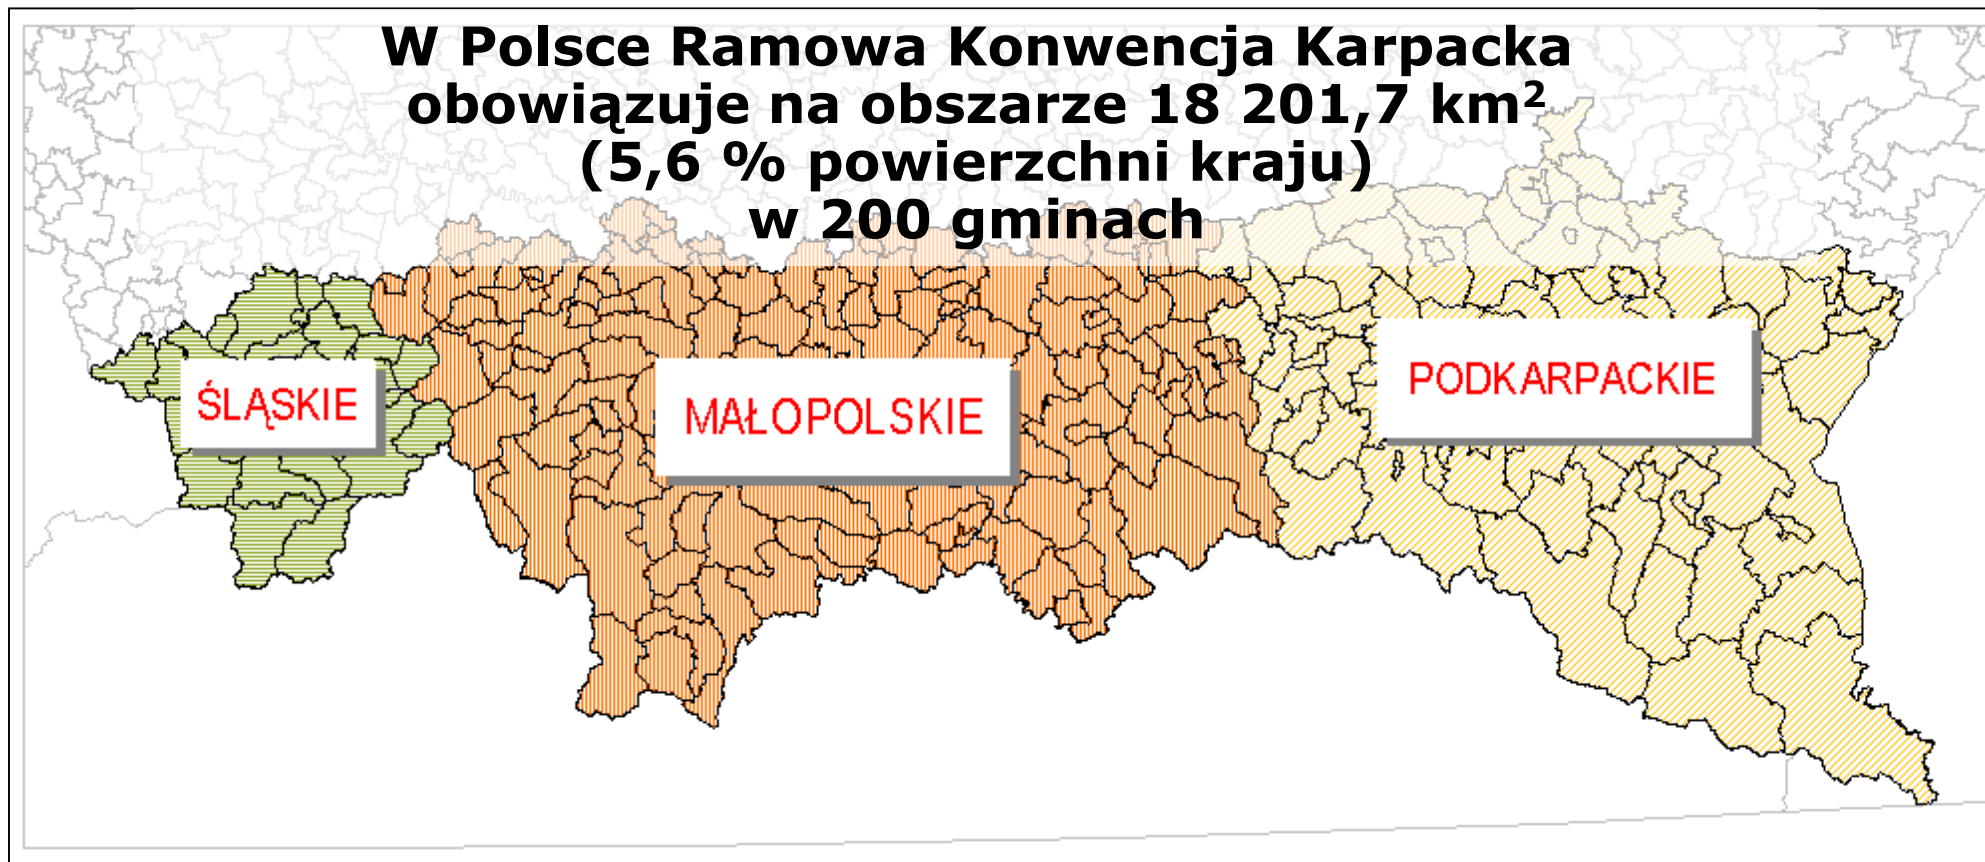 W Polsce Ramowa Konwencja Karpacka
obowiązuje na obszarze 18 201,7 km²
(5,6 % powierzchni kraju)
w 200 gminach
ŚLĄSKIE
MAŁOPOLSKIE
PODKARPACKIE